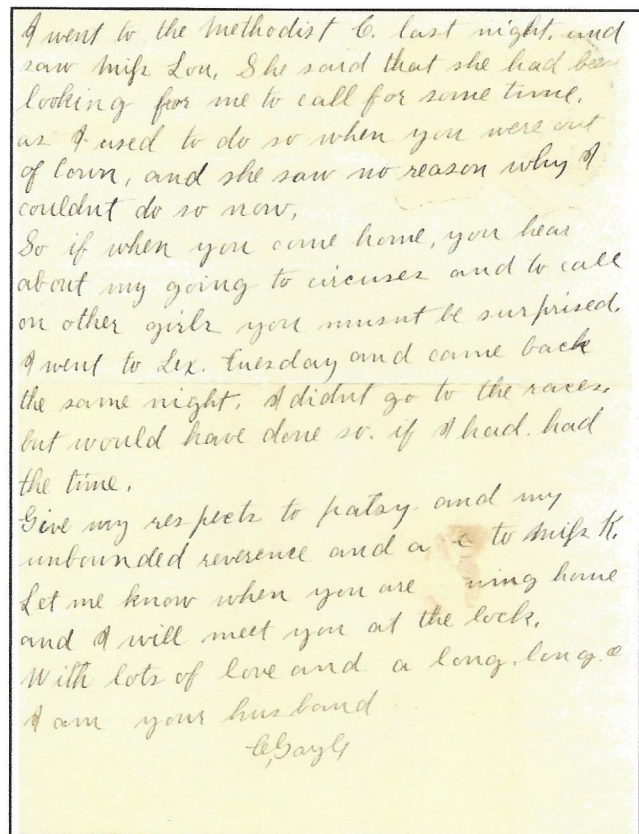 I went to the Methodist C. last night, and
saw Miss Lou. She said that she had been
looking for me to call for some time,
as I used to do so when you were out
of town, and she saw no reason why I
couldnt do so now,
So if when you come home, you hear
about my going to circuses and to call
on other girls you musnt be surprised.
I went to Lex. Tuesday and came back
the same night. I didnt go to the races,
but would have done so. if I had. had
the time.
Give my respects to patsy and my
unbounded reverence and a to Miss K.
Let me know when you are ming home
and I will meet you at the lock.
With lots of love and a long, long.
I am your husband